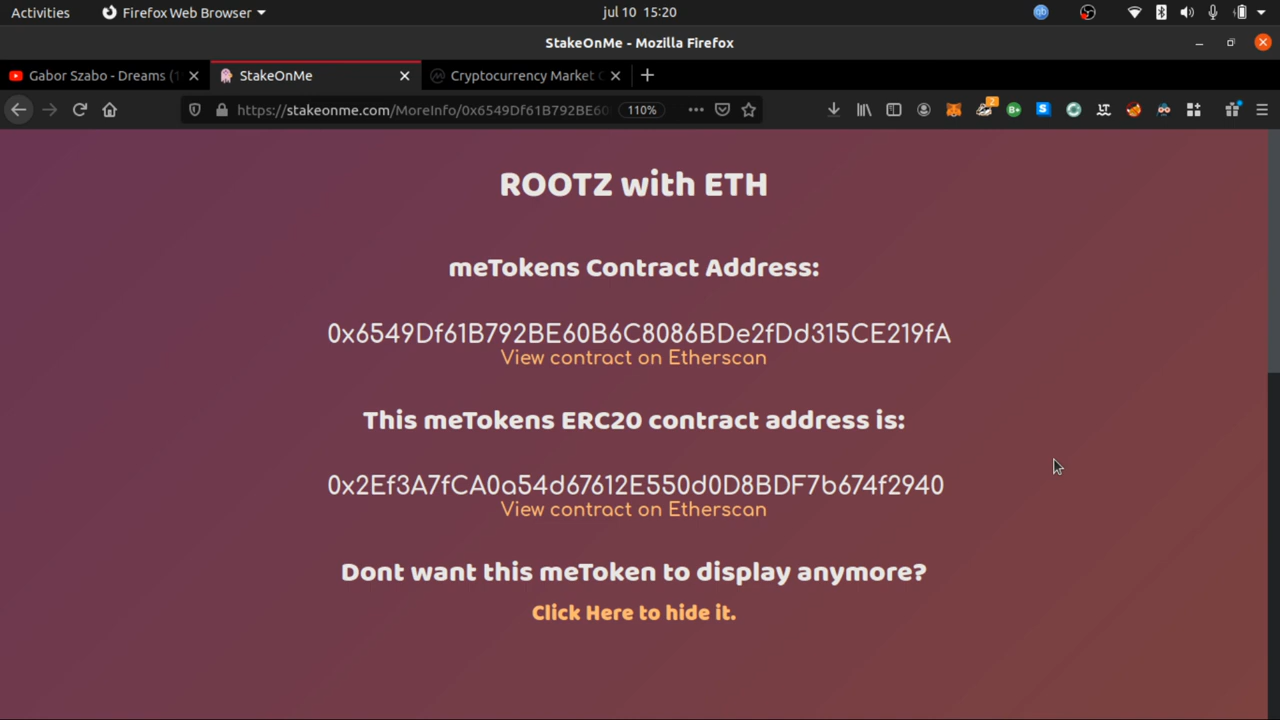 Activities
Firefox Web Browser
jul 10 15:20
StakeOnMe - Mozilla Firefox
Gabor Szabo - Dreams (1
StakeOnMe
Cryptocurrency Market C
https://stakeonme.com/MoreInfo/0x6549Df61B792BE60
110%
2
ROOTZ with ETH
meTokens Contract Address:
0x6549Df61B792BE60B6C8086BDe2fDd315CE219fA
View contract on Etherscan
This meTokens ERC20 contract address is:
0x2Ef3A7fCA0a54d67612E550d0D8BDF7b674f2940
View contract on Etherscan
Dont want this meToken to display anymore?
Click Here to hide it.